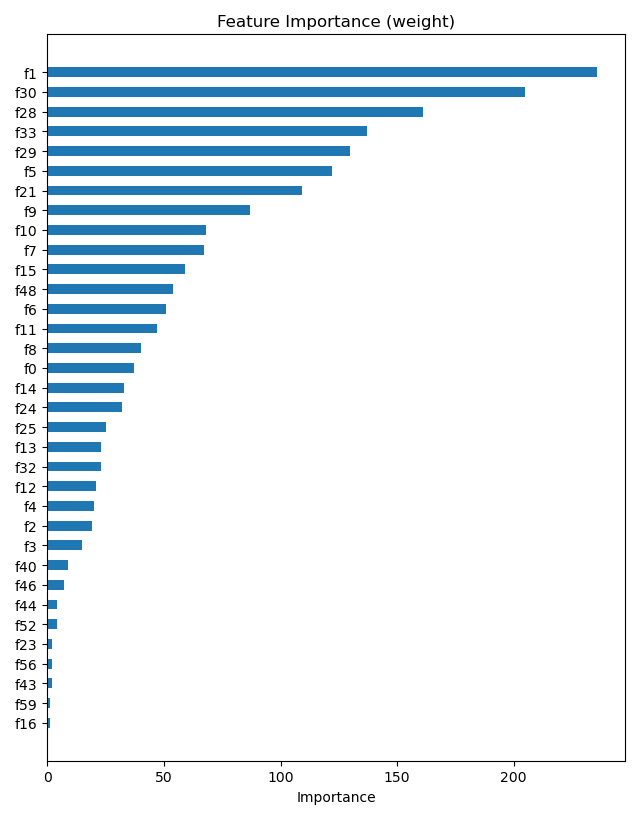 Feature Importance (weight)
f1
f30
f28
f33
f29
f5
f21
f9
f10
f7
f15
f48
f6
f11
f8
f0
f14
f24
f25
f13
f32
f12
f4
f2
f3
f40
f46
f44
f52
f23
f56
f43
f59
f16
0 50 100 150 200
Importance